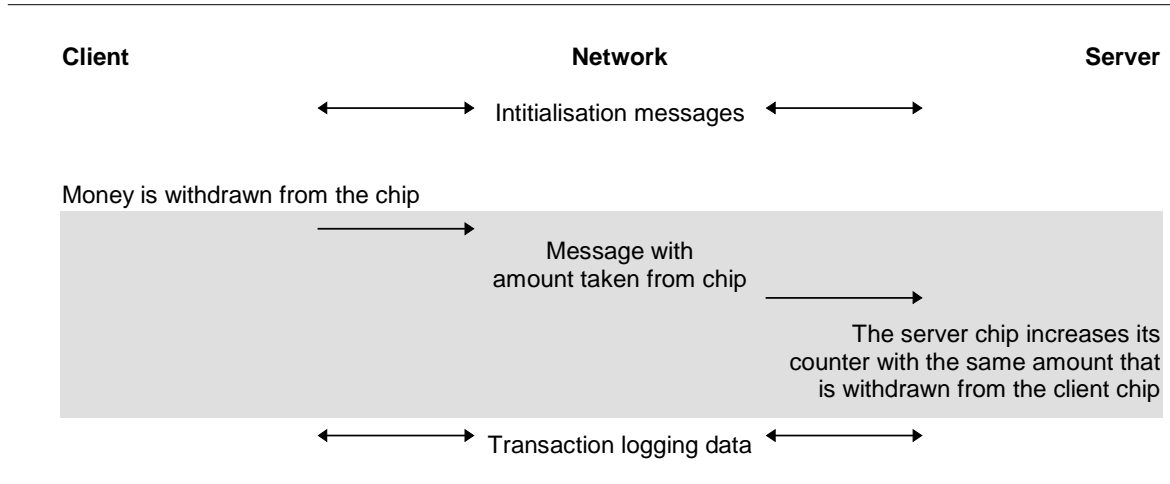 Client Network Server
Intitialisation messages
Money is withdrawn from the chip
Message with
amount taken from chip
The server chip increases its
counter with the same amount that
is withdrawn from the client chip
Transaction logging data